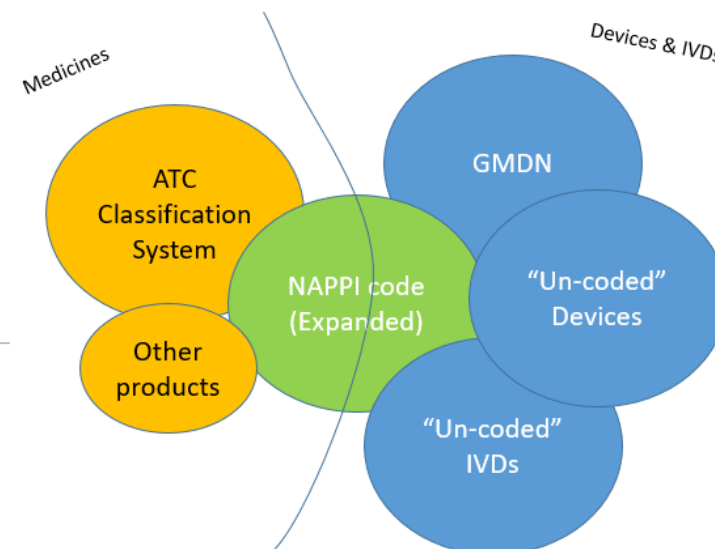 Medicines
Devices & IVDs
ATC
Classification
System
GMDN
NAPPI code
(Expanded)
“Un-coded”
Devices
Other
products
“Un-coded”
IVDs